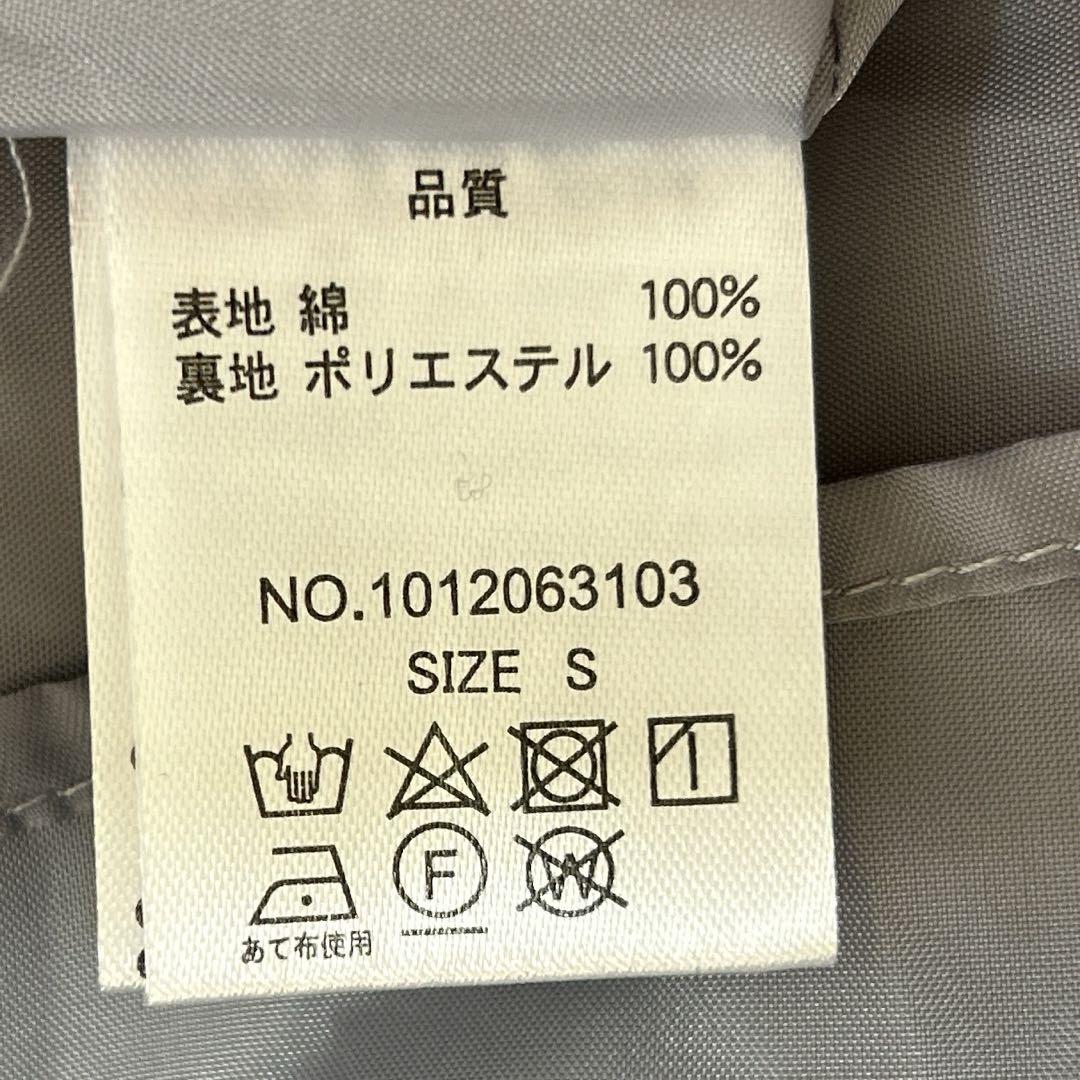 品質
表地 綿 100%
裏地 ポリエステル 100%
NO.1012063103
SIZE S
F
W
あて布使用